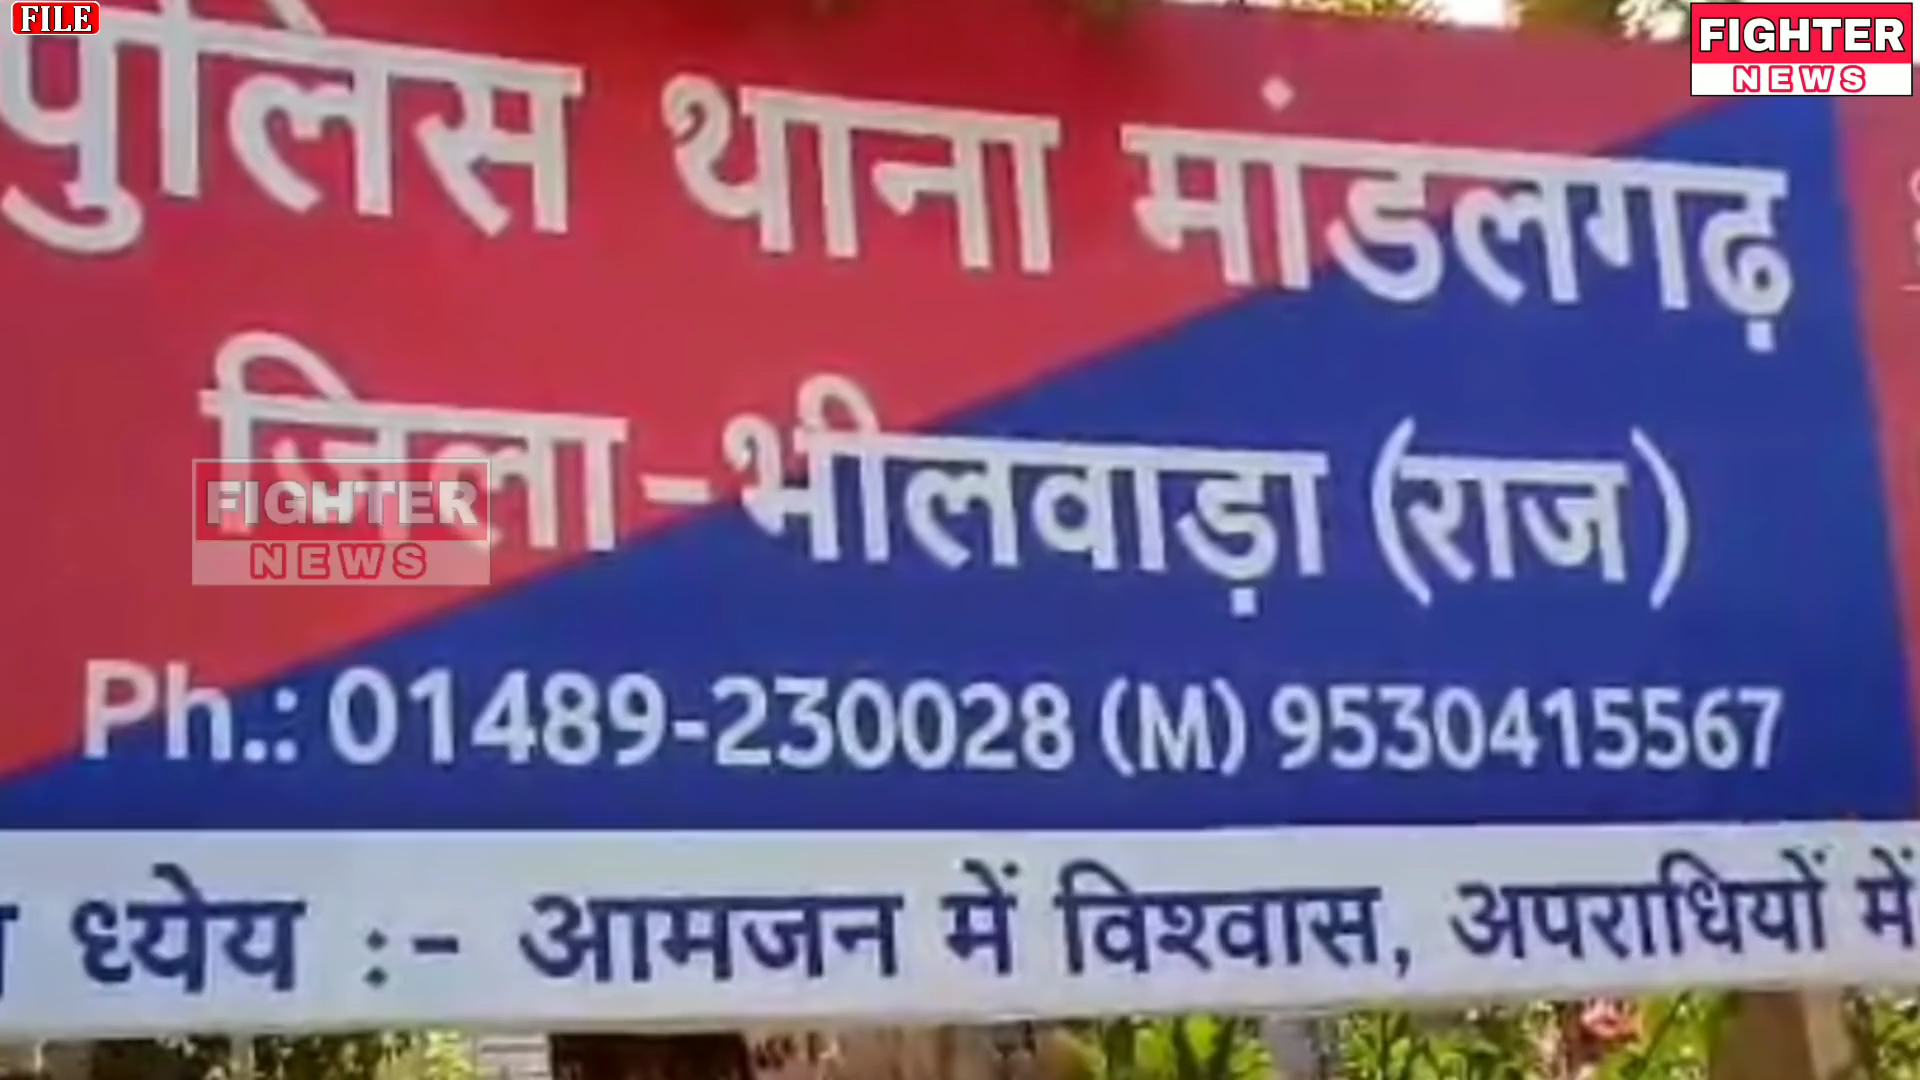 FILE
FIGHTER
NEWS
पुलिस थाना मांडलगढ़
जिला-भीलवाड़ा (राज)
FIGHTER
NEWS
Ph.: 01489-230028 (M) 9530415567
ध्येय :- आमजन में विश्वास, अपराधियों में